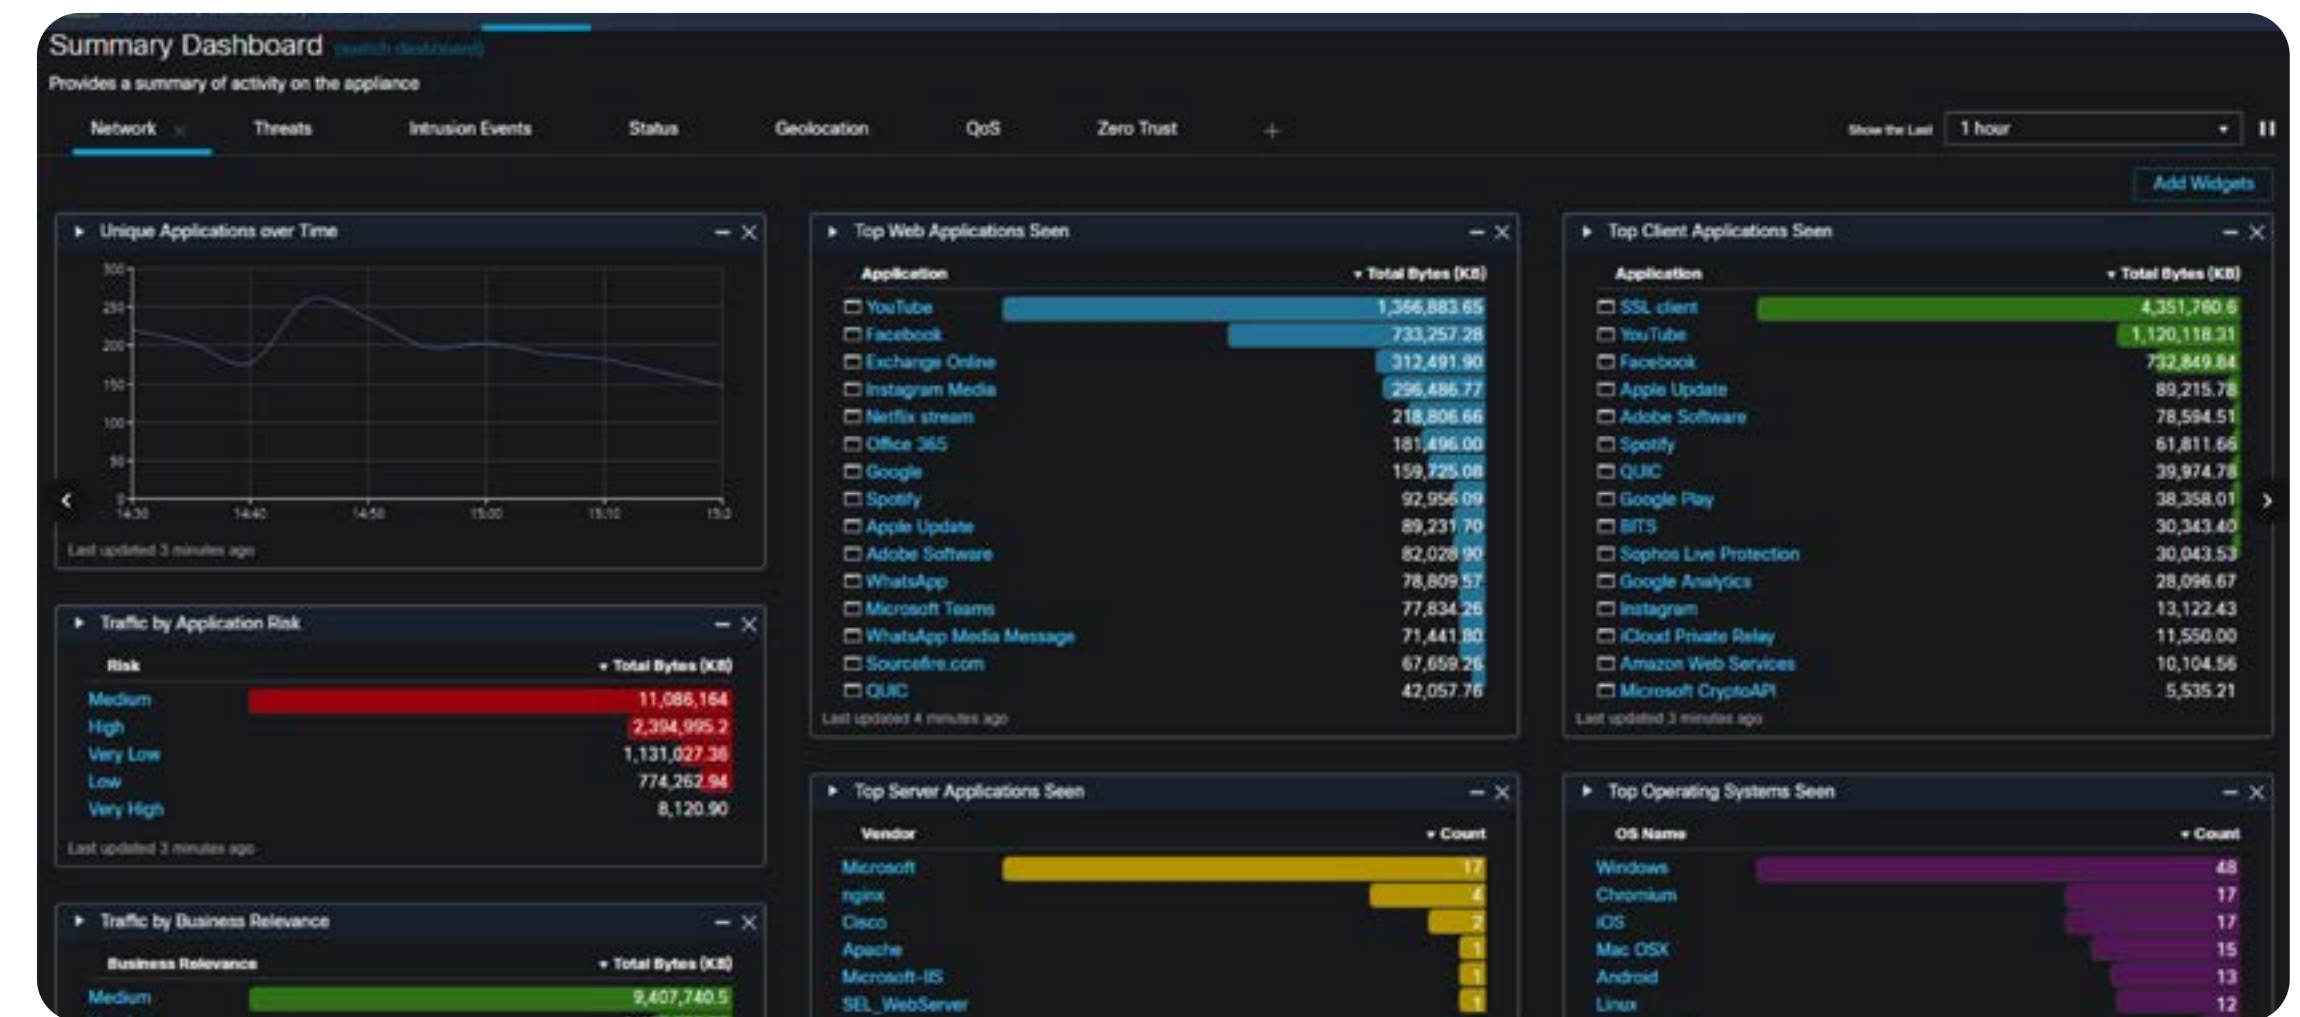 Summary Dashboard (switch dashboard)
Provides a summary of activity on the appliance
Network Threats Intrusion Events Status Geolocation QoS Zero Trust
Show the Last 1 hour
Add Widgets
Unique Applications over Time
300
250
200
150
100
50
0
14:30 14:40 14:50 15:00 15:10 15:2
Last updated 3 minutes ago
Traffic by Application Risk
Risk Total Bytes (KB)
Medium 11,086,164
High 2,394,995.2
Very Low 1,131,027.36
Low 774,262.94
Very High 8,120.90
Last updated 3 minutes ago
Traffic by Business Relevance
Business Relevance Total Bytes (KB)
Medium 9,407,740.5
Top Web Applications Seen
Application Total Bytes (KB)
YouTube 1,366,883.65
Facebook 733,257.28
Exchange Online 312,491.90
Instagram Media 296,486.77
Netflix stream 218,806.66
Office 365 181,496.00
Google 159,725.08
Spotify 92,956.09
Apple Update 89,231.70
Adobe Software 82,028.90
WhatsApp 78,809.57
Microsoft Teams 77,834.26
WhatsApp Media Message 71,441.80
Sourcefire.com 67,659.26
QUIC 42,057.76
Last updated 4 minutes ago
Top Server Applications Seen
Vendor Count
Microsoft 17
nginx 4
Cisco 2
Apache 1
Microsoft-IIS 1
SEL_WebServer 1
Top Client Applications Seen
Application Total Bytes (KB)
SSL client 4,351,760.6
YouTube 1,120,118.31
Facebook 732,849.84
Apple Update 89,215.78
Adobe Software 78,594.51
Spotify 61,811.66
QUIC 39,974.78
Google Play 38,358.01
BITS 30,343.40
Sophos Live Protection 30,043.53
Google Analytics 28,096.67
Instagram 13,122.43
iCloud Private Relay 11,550.00
Amazon Web Services 10,104.56
Microsoft CryptoAPI 5,535.21
Last updated 3 minutes ago
Top Operating Systems Seen
OS Name Count
Windows 48
Chromium 17
iOS 17
Mac OSX 15
Android 13
Linux 12